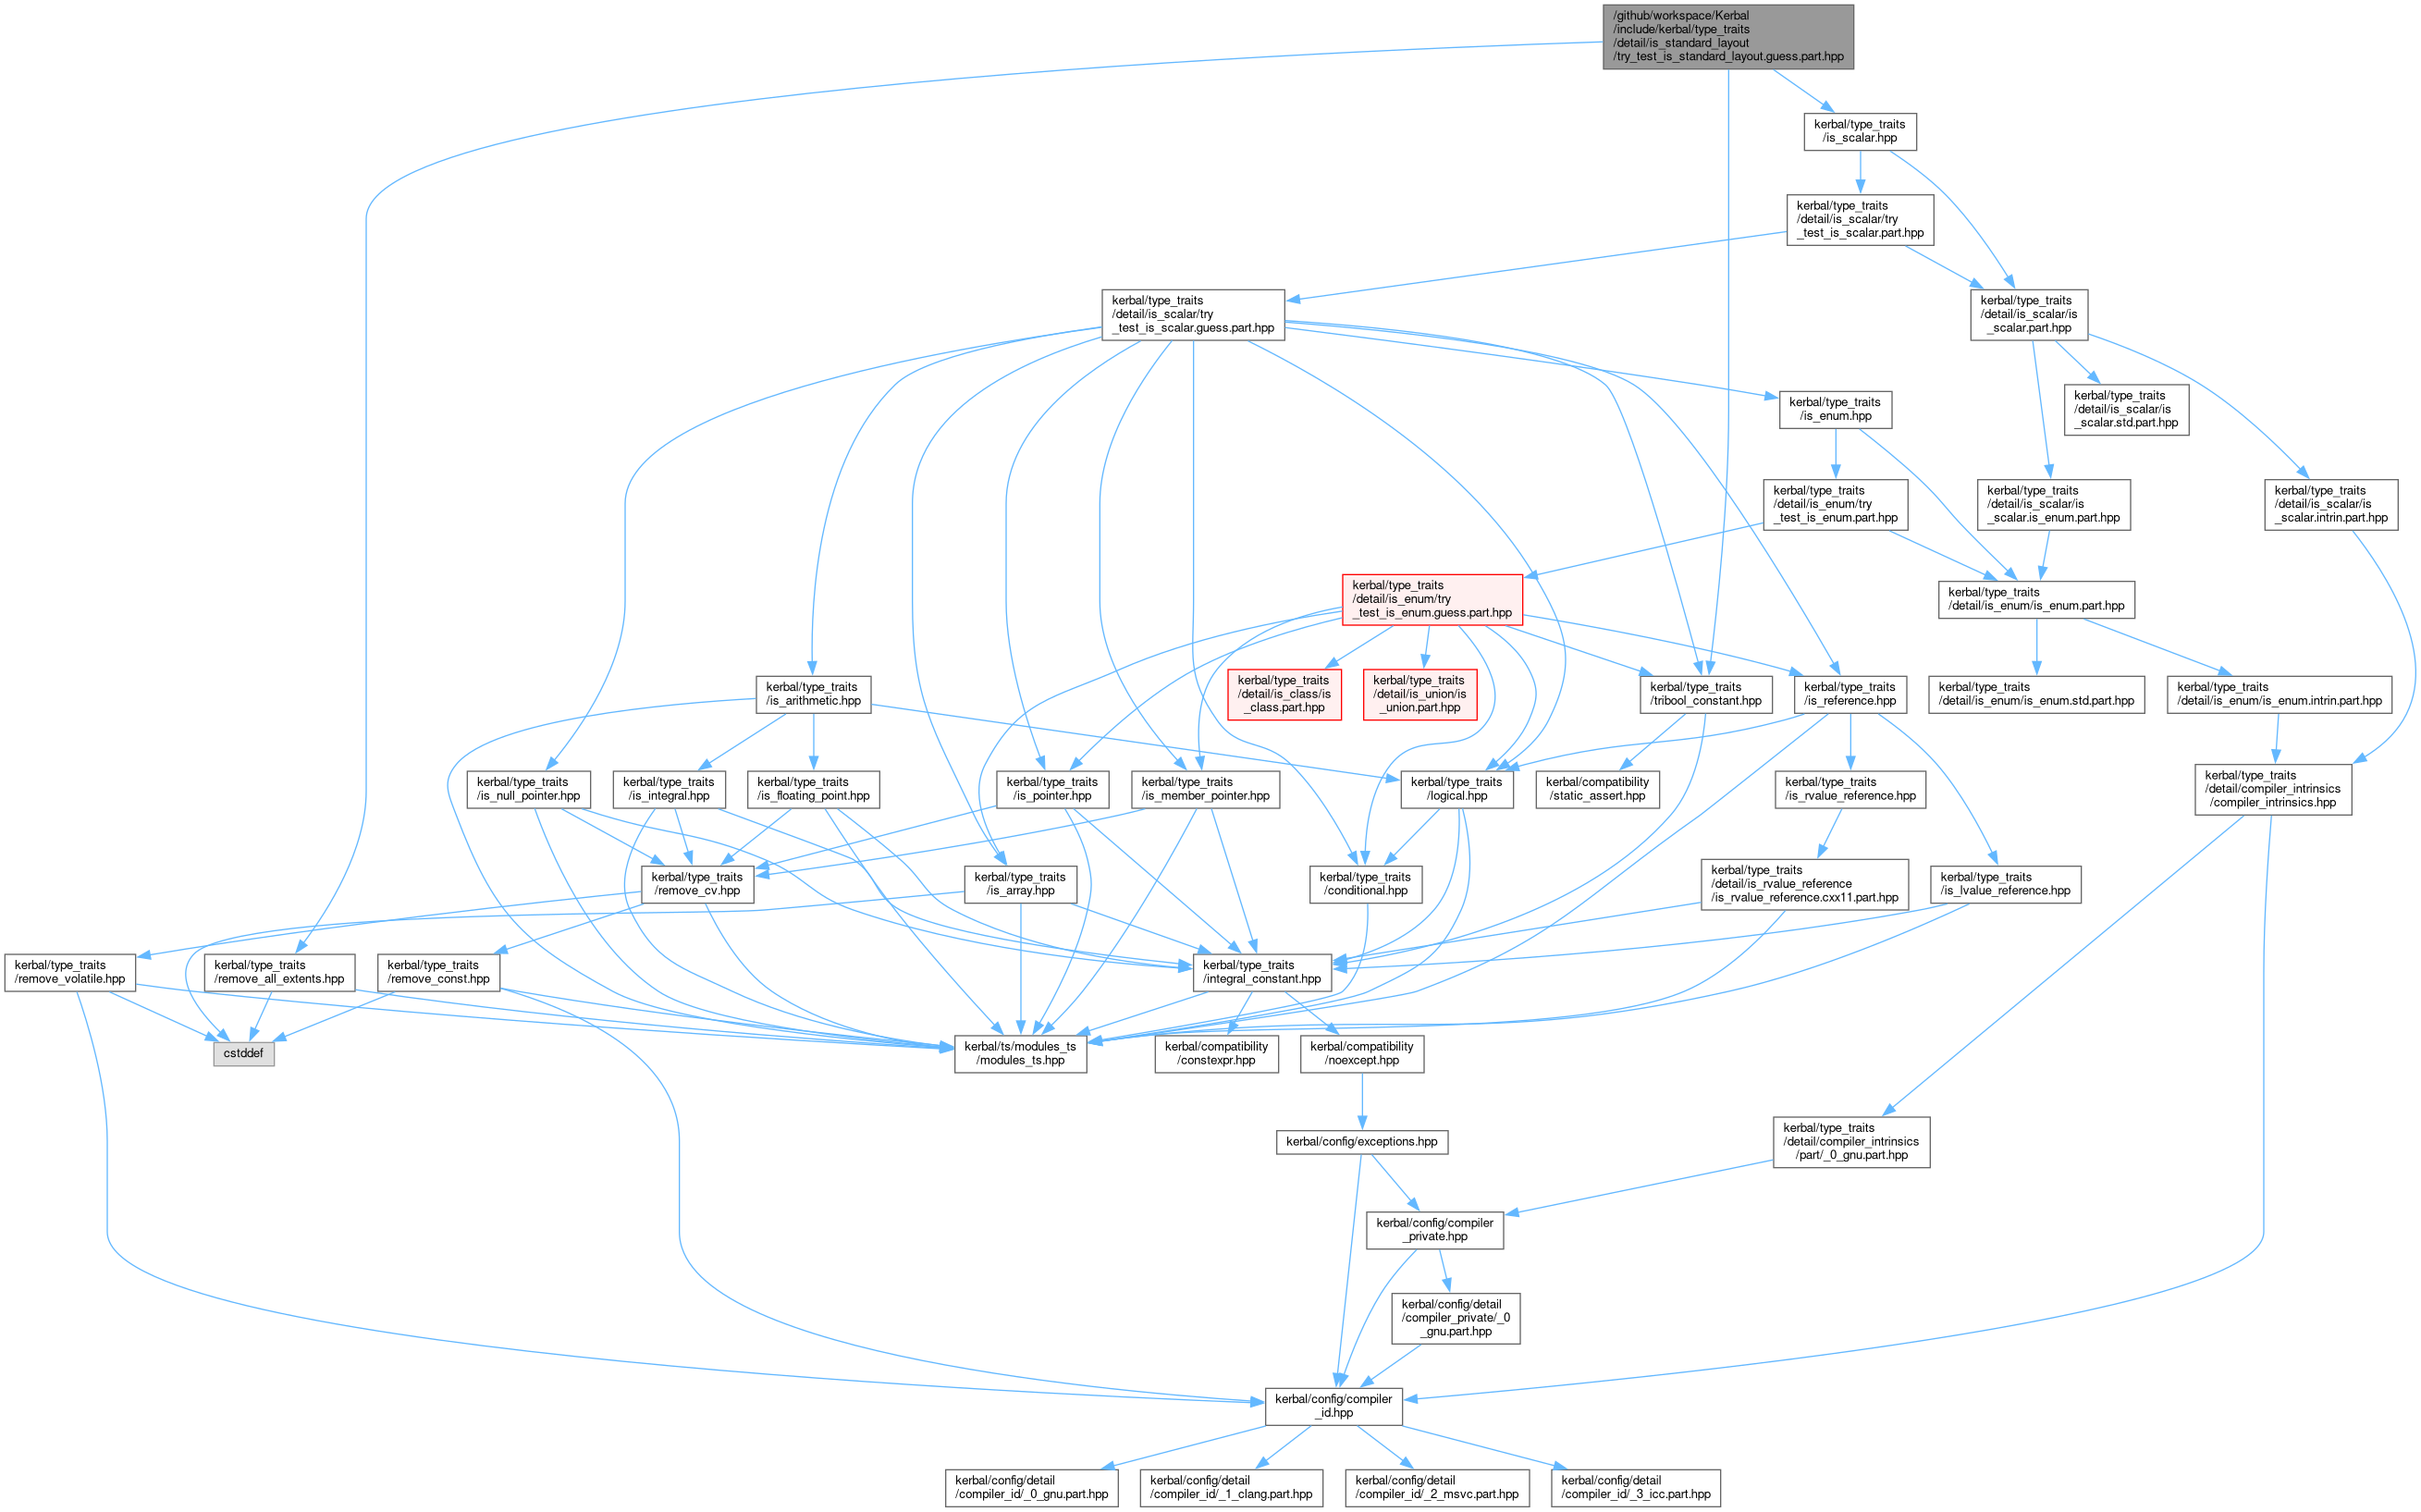 /github/workspace/Kerbal
/include/kerbal/type_traits
/detail/is_standard_layout
/try_test_is_standard_layout.guess.part.hpp
kerbal/type_traits
/is_scalar.hpp
kerbal/type_traits
/detail/is_scalar/try
_test_is_scalar.part.hpp
kerbal/type_traits
/detail/is_scalar/try
_test_is_scalar.guess.part.hpp
kerbal/type_traits
/detail/is_scalar/is
_scalar.part.hpp
kerbal/type_traits
/is_enum.hpp
kerbal/type_traits
/detail/is_scalar/is
_scalar.std.part.hpp
kerbal/type_traits
/detail/is_enum/try
_test_is_enum.part.hpp
kerbal/type_traits
/detail/is_scalar/is
_scalar.is_enum.part.hpp
kerbal/type_traits
/detail/is_scalar/is
_scalar.intrin.part.hpp
kerbal/type_traits
/detail/is_enum/try
_test_is_enum.guess.part.hpp
kerbal/type_traits
/detail/is_enum/is_enum.part.hpp
kerbal/type_traits
/is_arithmetic.hpp
kerbal/type_traits
/detail/is_class/is
_class.part.hpp
kerbal/type_traits
/detail/is_union/is
_union.part.hpp
kerbal/type_traits
/tribool_constant.hpp
kerbal/type_traits
/is_reference.hpp
kerbal/type_traits
/detail/is_enum/is_enum.std.part.hpp
kerbal/type_traits
/detail/is_enum/is_enum.intrin.part.hpp
kerbal/type_traits
/is_null_pointer.hpp
kerbal/type_traits
/is_integral.hpp
kerbal/type_traits
/is_floating_point.hpp
kerbal/type_traits
/is_pointer.hpp
kerbal/type_traits
/is_member_pointer.hpp
kerbal/type_traits
/logical.hpp
kerbal/compatibility
/static_assert.hpp
kerbal/type_traits
/is_rvalue_reference.hpp
kerbal/type_traits
/detail/compiler_intrinsics
/compiler_intrinsics.hpp
kerbal/type_traits
/remove_cv.hpp
kerbal/type_traits
/is_array.hpp
kerbal/type_traits
/conditional.hpp
kerbal/type_traits
/detail/is_rvalue_reference
/is_rvalue_reference.cxx11.part.hpp
kerbal/type_traits
/is_lvalue_reference.hpp
kerbal/type_traits
/remove_volatile.hpp
kerbal/type_traits
/remove_all_extents.hpp
kerbal/type_traits
/remove_const.hpp
kerbal/type_traits
/integral_constant.hpp
cstddef
kerbal/ts/modules_ts
/modules_ts.hpp
kerbal/compatibility
/constexpr.hpp
kerbal/compatibility
/noexcept.hpp
kerbal/config/exceptions.hpp
kerbal/type_traits
/detail/compiler_intrinsics
/part/_0_gnu.part.hpp
kerbal/config/compiler
_private.hpp
kerbal/config/detail
/compiler_private/_0
_gnu.part.hpp
kerbal/config/compiler
_id.hpp
kerbal/config/detail
/compiler_id/_0_gnu.part.hpp
kerbal/config/detail
/compiler_id/_1_clang.part.hpp
kerbal/config/detail
/compiler_id/_2_msvc.part.hpp
kerbal/config/detail
/compiler_id/_3_icc.part.hpp